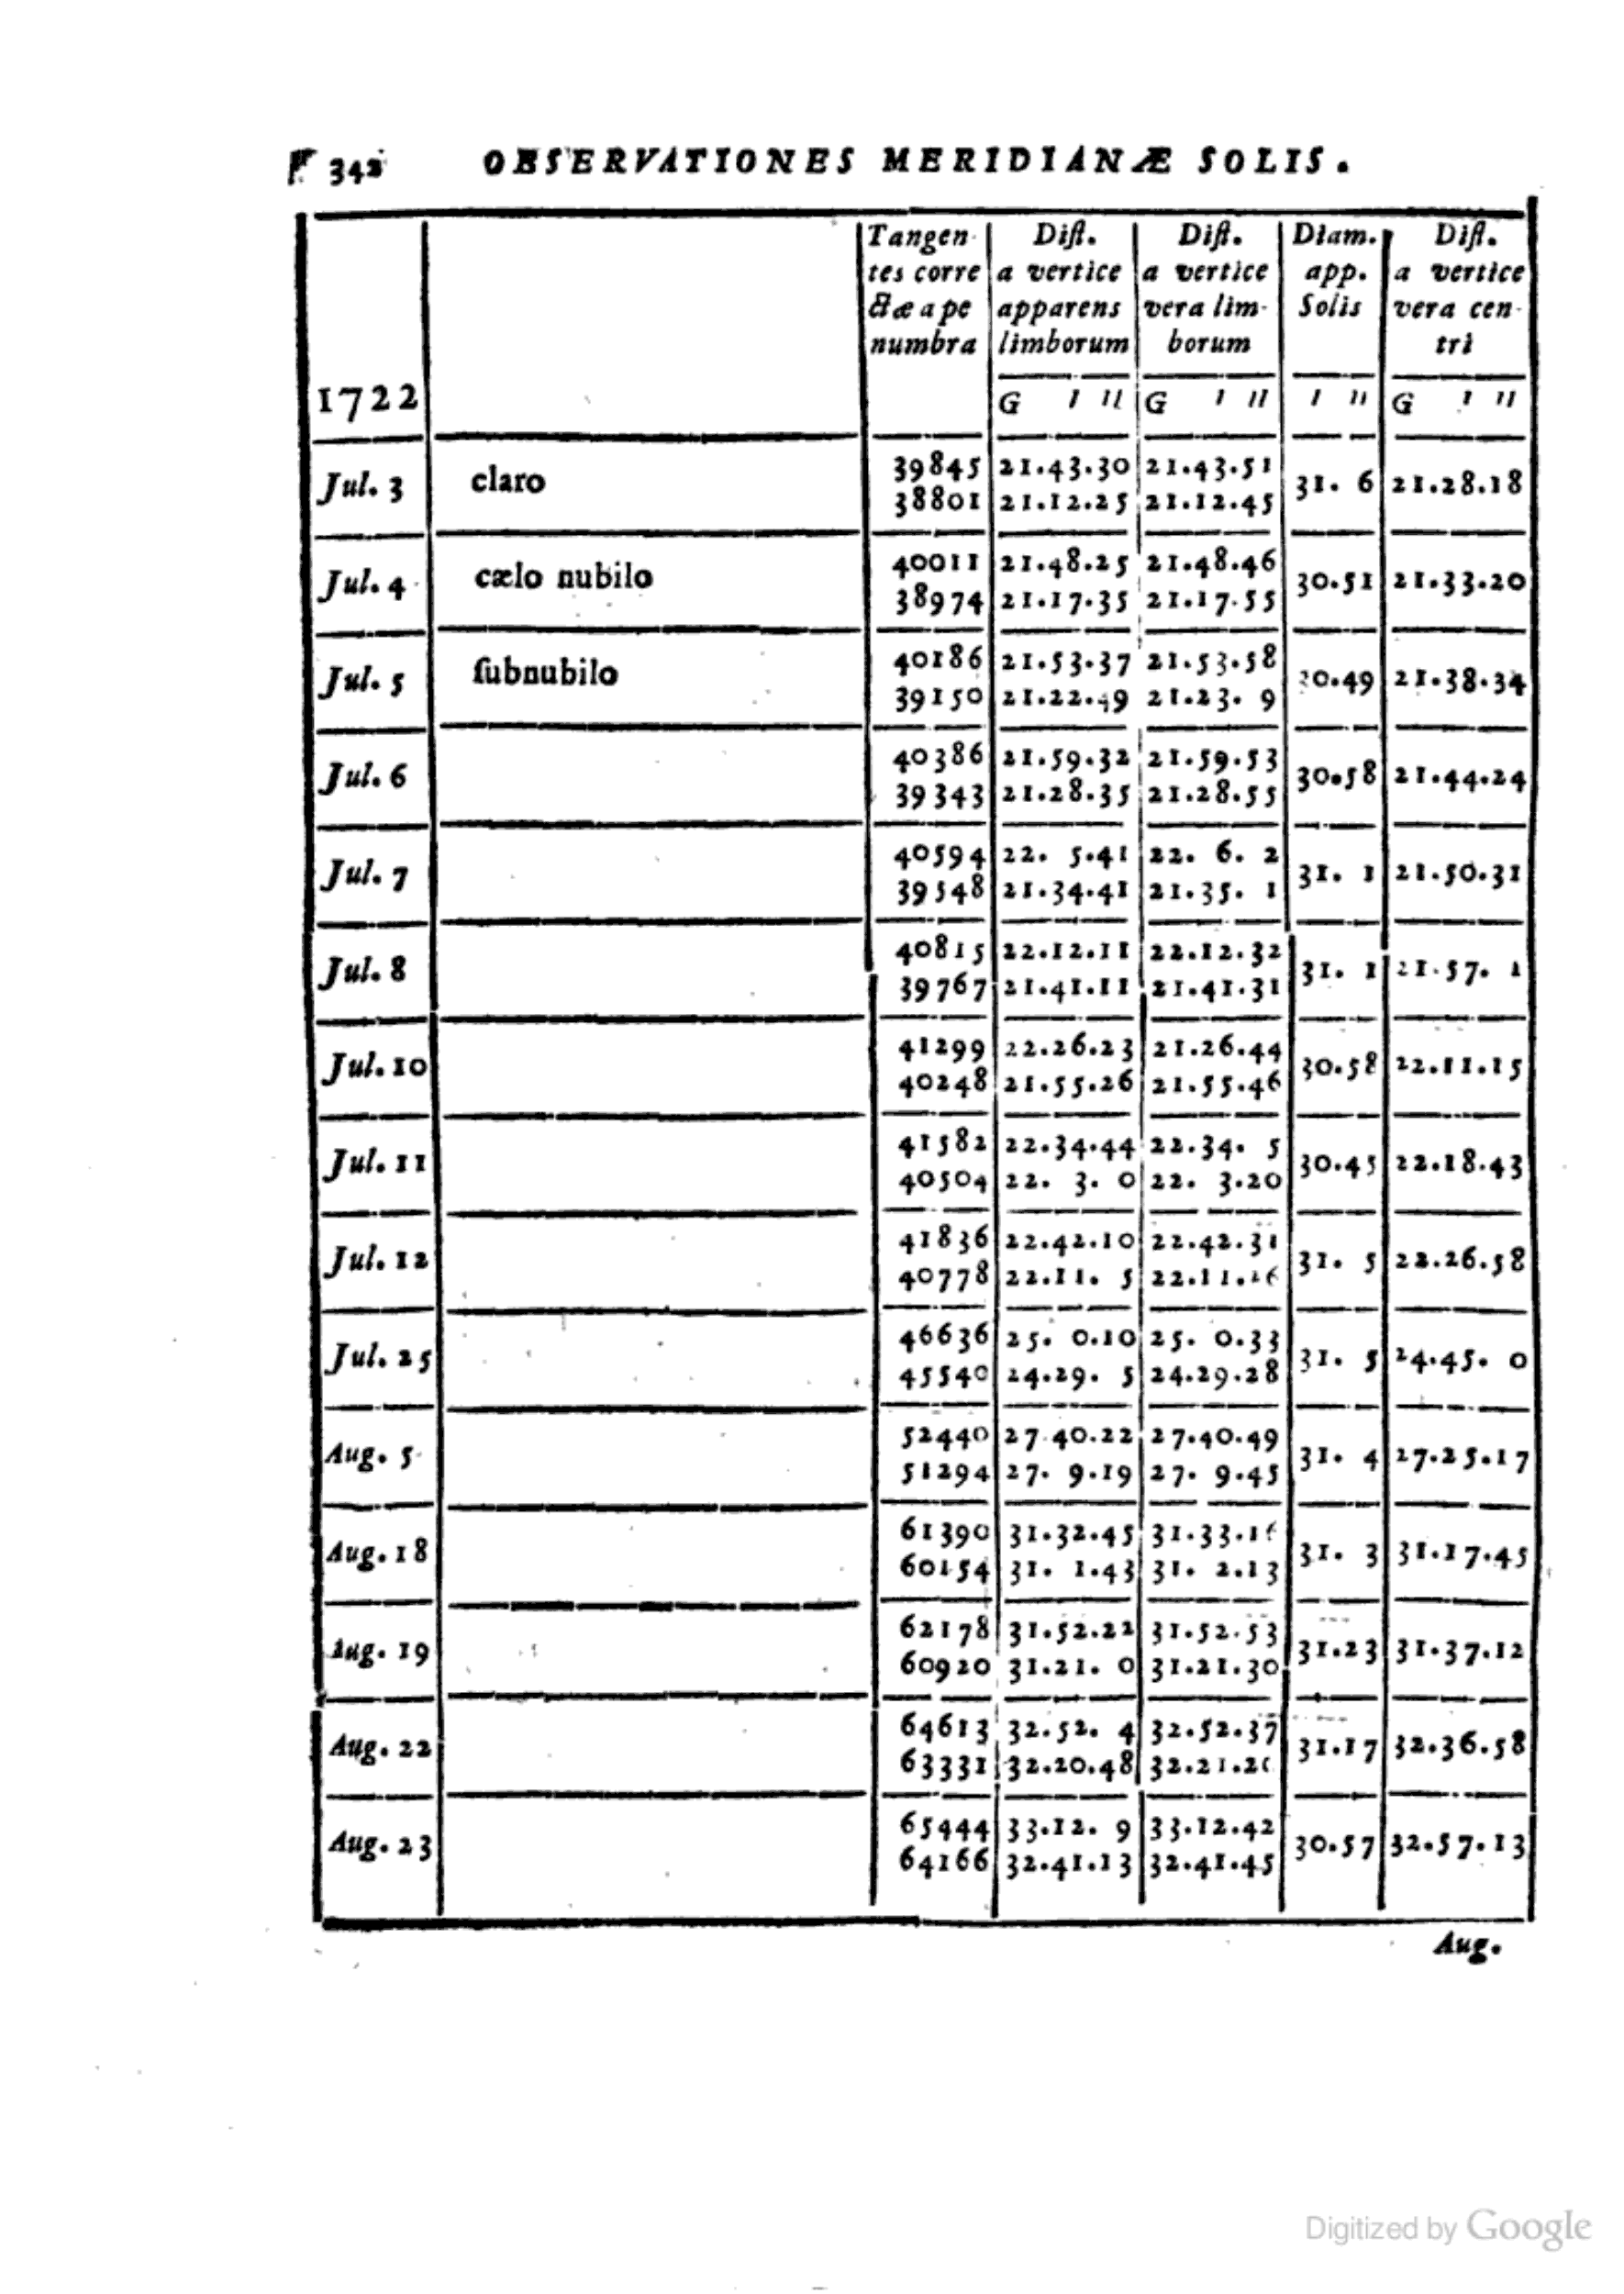 342 OBSERVATIONES MERIDIANÆ SOLIS.
Tangen- Dist. Dist. Diam. Dist.
tes corre a vertice a vertice app. a vertice
ctæ a pe apparens vera lim- Solis vera cen-
numbra limborum borum tri
1722 G ' " G ' " ' " G ' "
39845 21.43.30 21.43.51
Jul. 3 claro 31. 6 21.28.18
38801 21.12.25 21.12.45
40011 21.48.25 21.48.46
Jul. 4 cælo nubilo 30.51 21.33.20
38974 21.17.35 21.17.55
40186 21.53.37 21.53.58
Jul. 5 ſubnubilo 30.49 21.38.34
39150 21.22.49 21.23. 9
40386 21.59.32 21.59.53
Jul. 6 30.58 21.44.24
39343 21.28.35 21.28.55
40594 22. 5.41 22. 6. 2
Jul. 7 31. 1 21.50.31
39548 21.34.41 21.35. 1
40815 22.12.11 22.12.32
Jul. 8 31. 1 21.57. 1
39767 21.41.11 21.41.31
41299 22.26.23 21.26.44
Jul. 10 30.58 22.11.15
40248 21.55.26 21.55.46
41582 22.34.44 22.34. 5
Jul. 11 30.45 22.18.43
40504 22. 3. 0 22. 3.20
41836 22.42.10 22.42.31
Jul. 12 31. 5 22.26.58
40778 22.11. 5
46636 25. 0.10 25. 0.33
Jul. 25 31. 5 24.45. 0
45540 24.29. 5 24.29.28
52440 27.40.22 27.40.49
Aug. 5 31. 4 27.25.17
51294 27. 9.19 27. 9.45
61390 31.32.45
Aug. 18 31. 3 31.17.45
60154 31. 1.43 31. 2.13
62178 31.52.22 31.52.53
Aug. 19 31.23 31.37.12
60920 31.21. 0 31.21.30
64613 32.52. 4 32.52.37
Aug. 22 31.17 32.36.58
63331 32.20.48
65444 33.12. 9 33.12.42
Aug. 23 30.57 32.57.13
64166 32.41.13 32.41.45
Aug.
Digitized by Google